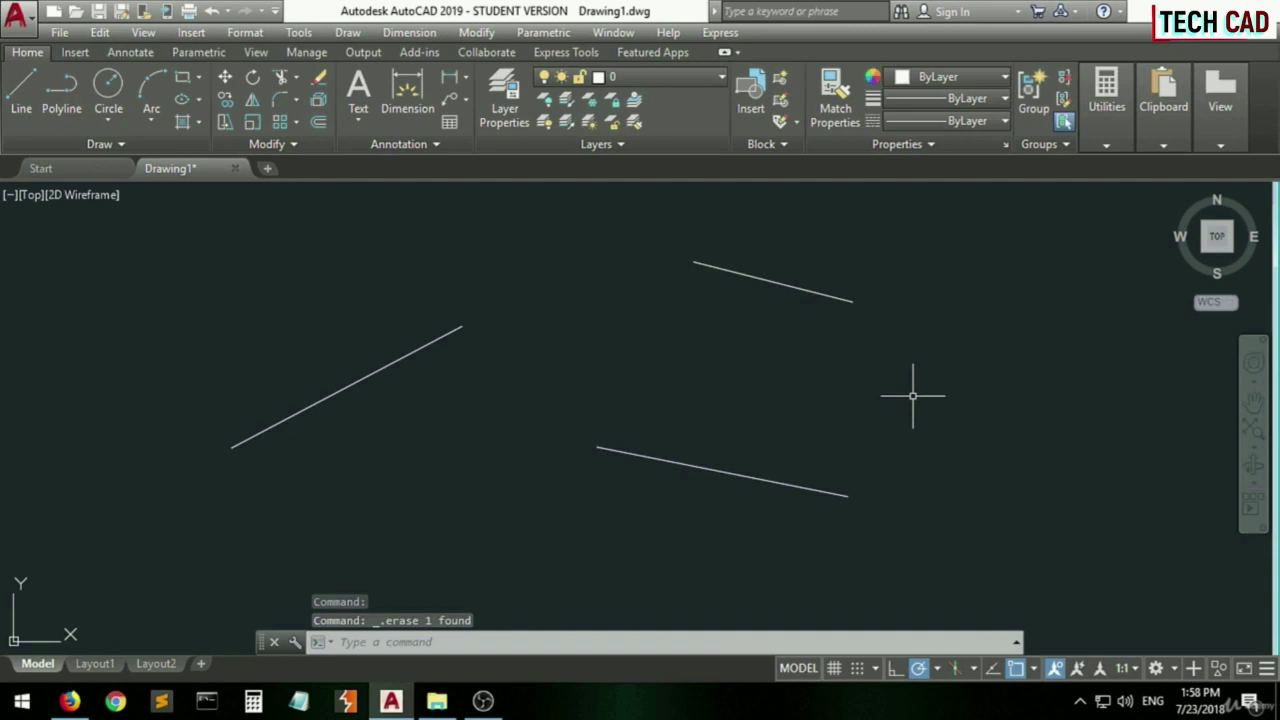 Autodesk AutoCAD 2019 - STUDENT VERSION Drawing1.dwg
Type a keyword or phrase
Sign In
TECH CAD
File Edit View Insert Format Tools Draw Dimension Modify Parametric Window Help Express
Home Insert Annotate Parametric View Manage Output Add-ins Collaborate Express Tools Featured Apps
0
ByLayer
ByLayer
ByLayer
Line Polyline Circle Arc
Text Dimension
Layer Properties
Insert
Match Properties
Group
Utilities
Clipboard
View
Draw Modify Annotation Layers Block Properties Groups
Start Drawing1*
[−][Top][2D Wireframe]
N
W TOP E
S
WCS
Y
X
Command:
Command: _.erase 1 found
Type a command
Model Layout1 Layout2
MODEL 1:1
ENG
1:58 PM
7/23/2018